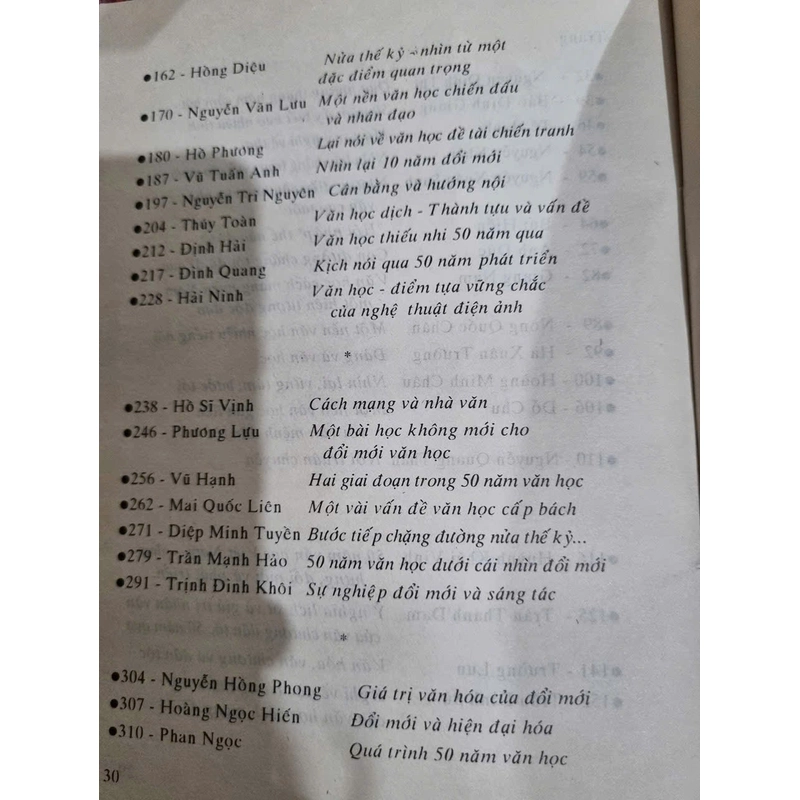 ●162 - Hồng Diệu Nửa thế kỷ - nhìn từ một
đặc điểm quan trọng
●170 - Nguyễn Văn Lưu Một nền văn học chiến đấu
và nhân đạo
●180 - Hồ Phương Lại nói về văn học đề tài chiến tranh
●187 - Vũ Tuấn Anh Nhìn lại 10 năm đổi mới
●197 - Nguyễn Tri Nguyên Cân bằng và hướng nội
●204 - Thúy Toàn Văn học dịch - Thành tựu và vấn đề
●212 - Định Hải Văn học thiếu nhi 50 năm qua
●217 - Đình Quang Kịch nói qua 50 năm phát triển
●228 - Hải Ninh Văn học - điểm tựa vững chắc
của nghệ thuật điện ảnh
*
●238 - Hồ Sĩ Vịnh Cách mạng và nhà văn
●246 - Phương Lựu Một bài học không mới cho
đổi mới văn học
●256 - Vũ Hạnh Hai giai đoạn trong 50 năm văn học
●262 - Mai Quốc Liên Một vài vấn đề văn học cấp bách
●271 - Diệp Minh Tuyền Bước tiếp chặng đường nửa thế kỷ...
●279 - Trần Mạnh Hảo 50 năm văn học dưới cái nhìn đổi mới
●291 - Trịnh Đình Khôi Sự nghiệp đổi mới và sáng tác
*
●304 - Nguyễn Hồng Phong Giá trị văn hóa của đổi mới
●307 - Hoàng Ngọc Hiến Đổi mới và hiện đại hóa
●310 - Phan Ngọc Quá trình 50 năm văn học
30